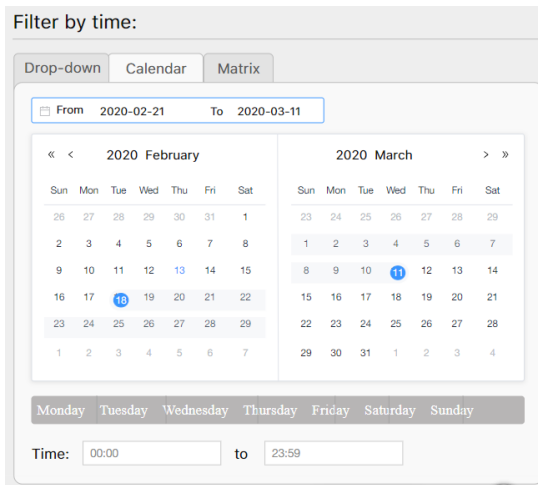 Filter by time:
Drop-down Calendar Matrix
From 2020-02-21 To 2020-03-11
« < 2020 February 2020 March > »
Sun Mon Tue Wed Thu Fri Sat Sun Mon Tue Wed Thu Fri Sat
26 27 28 29 30 31 1 23 24 25 26 27 28 29
2 3 4 5 6 7 8 1 2 3 4 5 6 7
9 10 11 12 13 14 15 8 9 10 11 12 13 14
16 17 18 19 20 21 22 15 16 17 18 19 20 21
23 24 25 26 27 28 29 22 23 24 25 26 27 28
1 2 3 4 5 6 7 29 30 31 1 2 3 4
Monday Tuesday Wednesday Thursday Friday Saturday Sunday
Time: 00:00 to 23:59